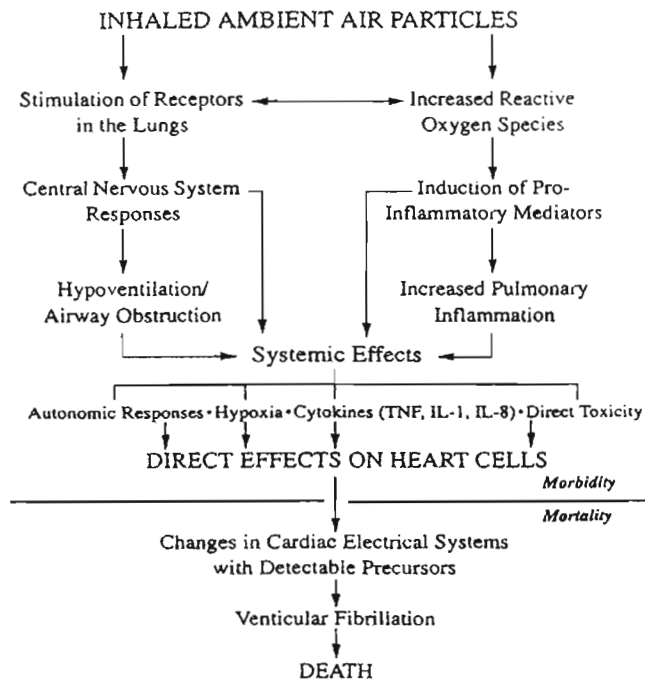 INHALED AMBIENT AIR PARTICLES
Stimulation of Receptors
in the Lungs
Increased Reactive
Oxygen Species
Central Nervous System
Responses
Induction of Pro-
Inflammatory Mediators
Hypoventilation/
Airway Obstruction
Increased Pulmonary
Inflammation
Systemic Effects
Autonomic Responses • Hypoxia • Cytokines (TNF, IL-1, IL-8) • Direct Toxicity
DIRECT EFFECTS ON HEART CELLS
Morbidity
Mortality
Changes in Cardiac Electrical Systems
with Detectable Precursors
Venticular Fibrillation
DEATH